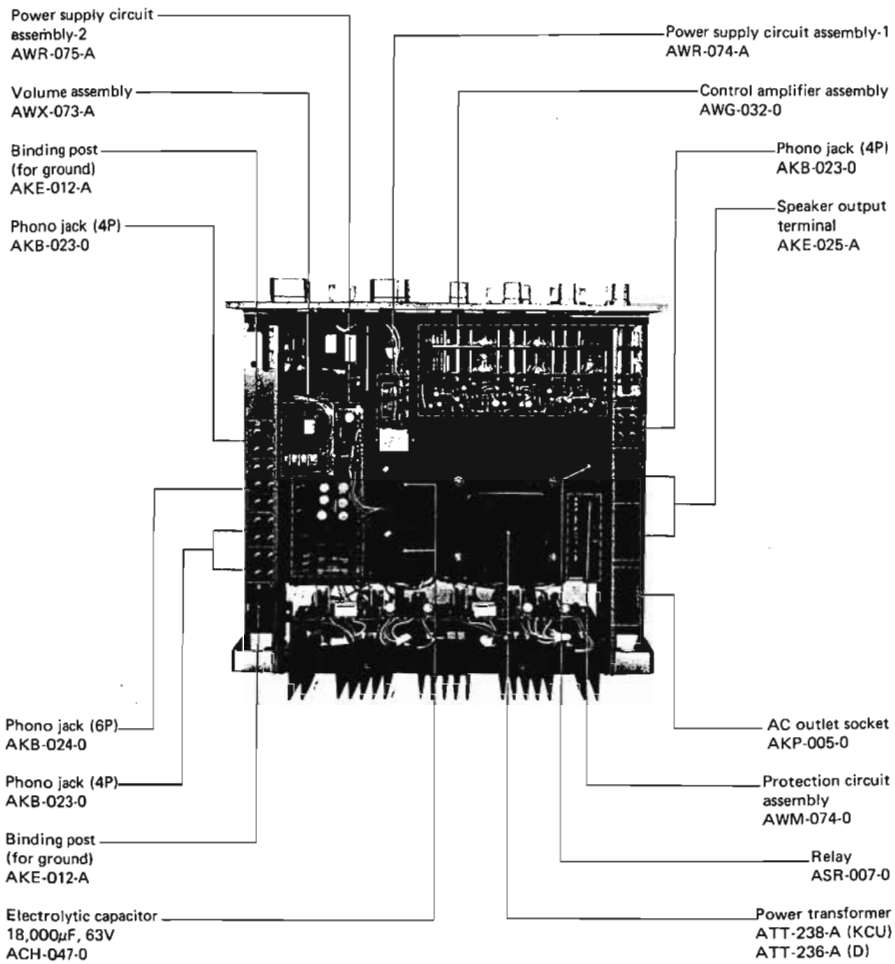 Power supply circuit
assembly-2
AWR-075-A
Volume assembly
AWX-073-A
Binding post
(for ground)
AKE-012-A
Phono jack (4P)
AKB-023-0
Power supply circuit assembly-1
AWR-074-A
Control amplifier assembly
AWG-032-0
Phono jack (4P)
AKB-023-0
Speaker output
terminal
AKE-025-A
Phono jack (6P)
AKB-024-0
Phono jack (4P)
AKB-023-0
Binding post
(for ground)
AKE-012-A
Electrolytic capacitor
18,000μF, 63V
ACH-047-0
AC outlet socket
AKP-005-0
Protection circuit
assembly
AWM-074-0
Relay
ASR-007-0
Power transformer
ATT-238-A (KCU)
ATT-236-A (D)